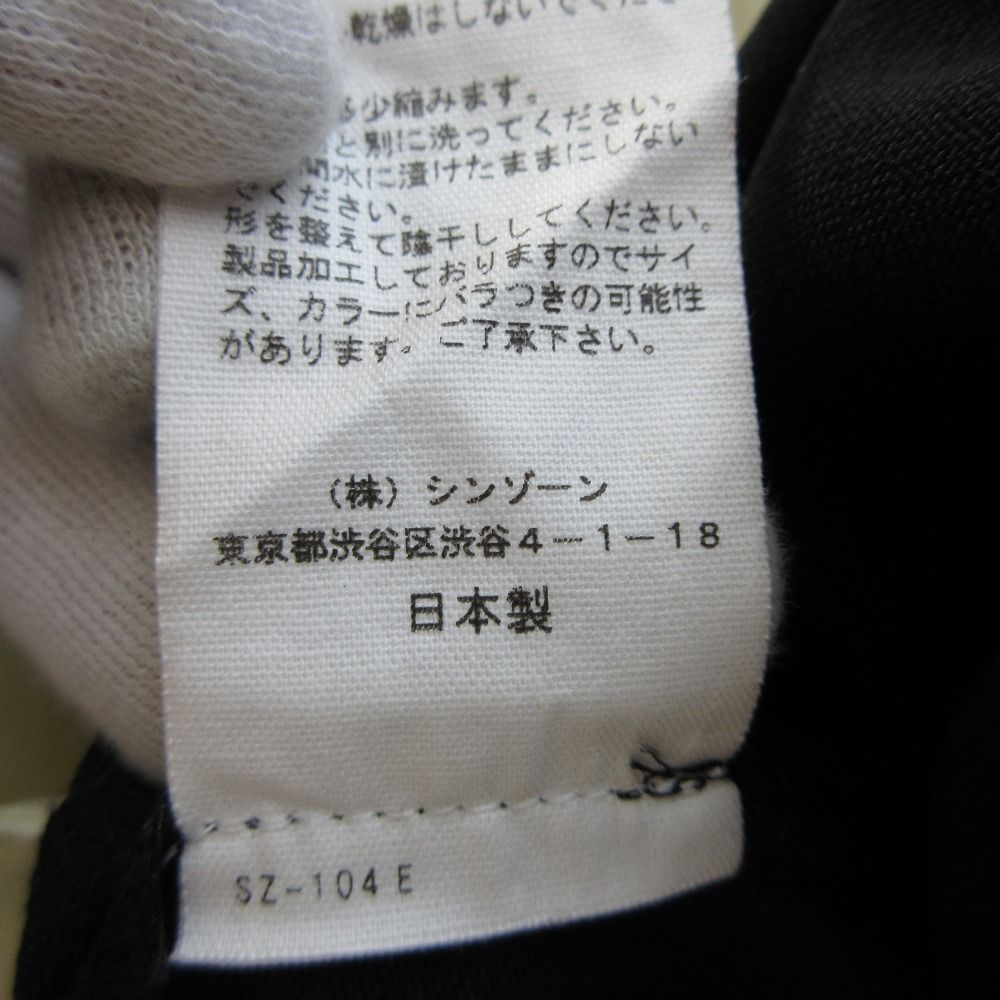 乾燥はしないでくださ
少縮みます。
と別に洗ってください。
間水に漬けたままにしない
でください。
形を整えて陰干ししてください。
製品加工しておりますのでサイ
ズ、カラーにバラつきの可能性
があります。ご了承下さい。
(株) シンゾーン
東京都渋谷区渋谷4－1－18
日本製
SZ-104 E